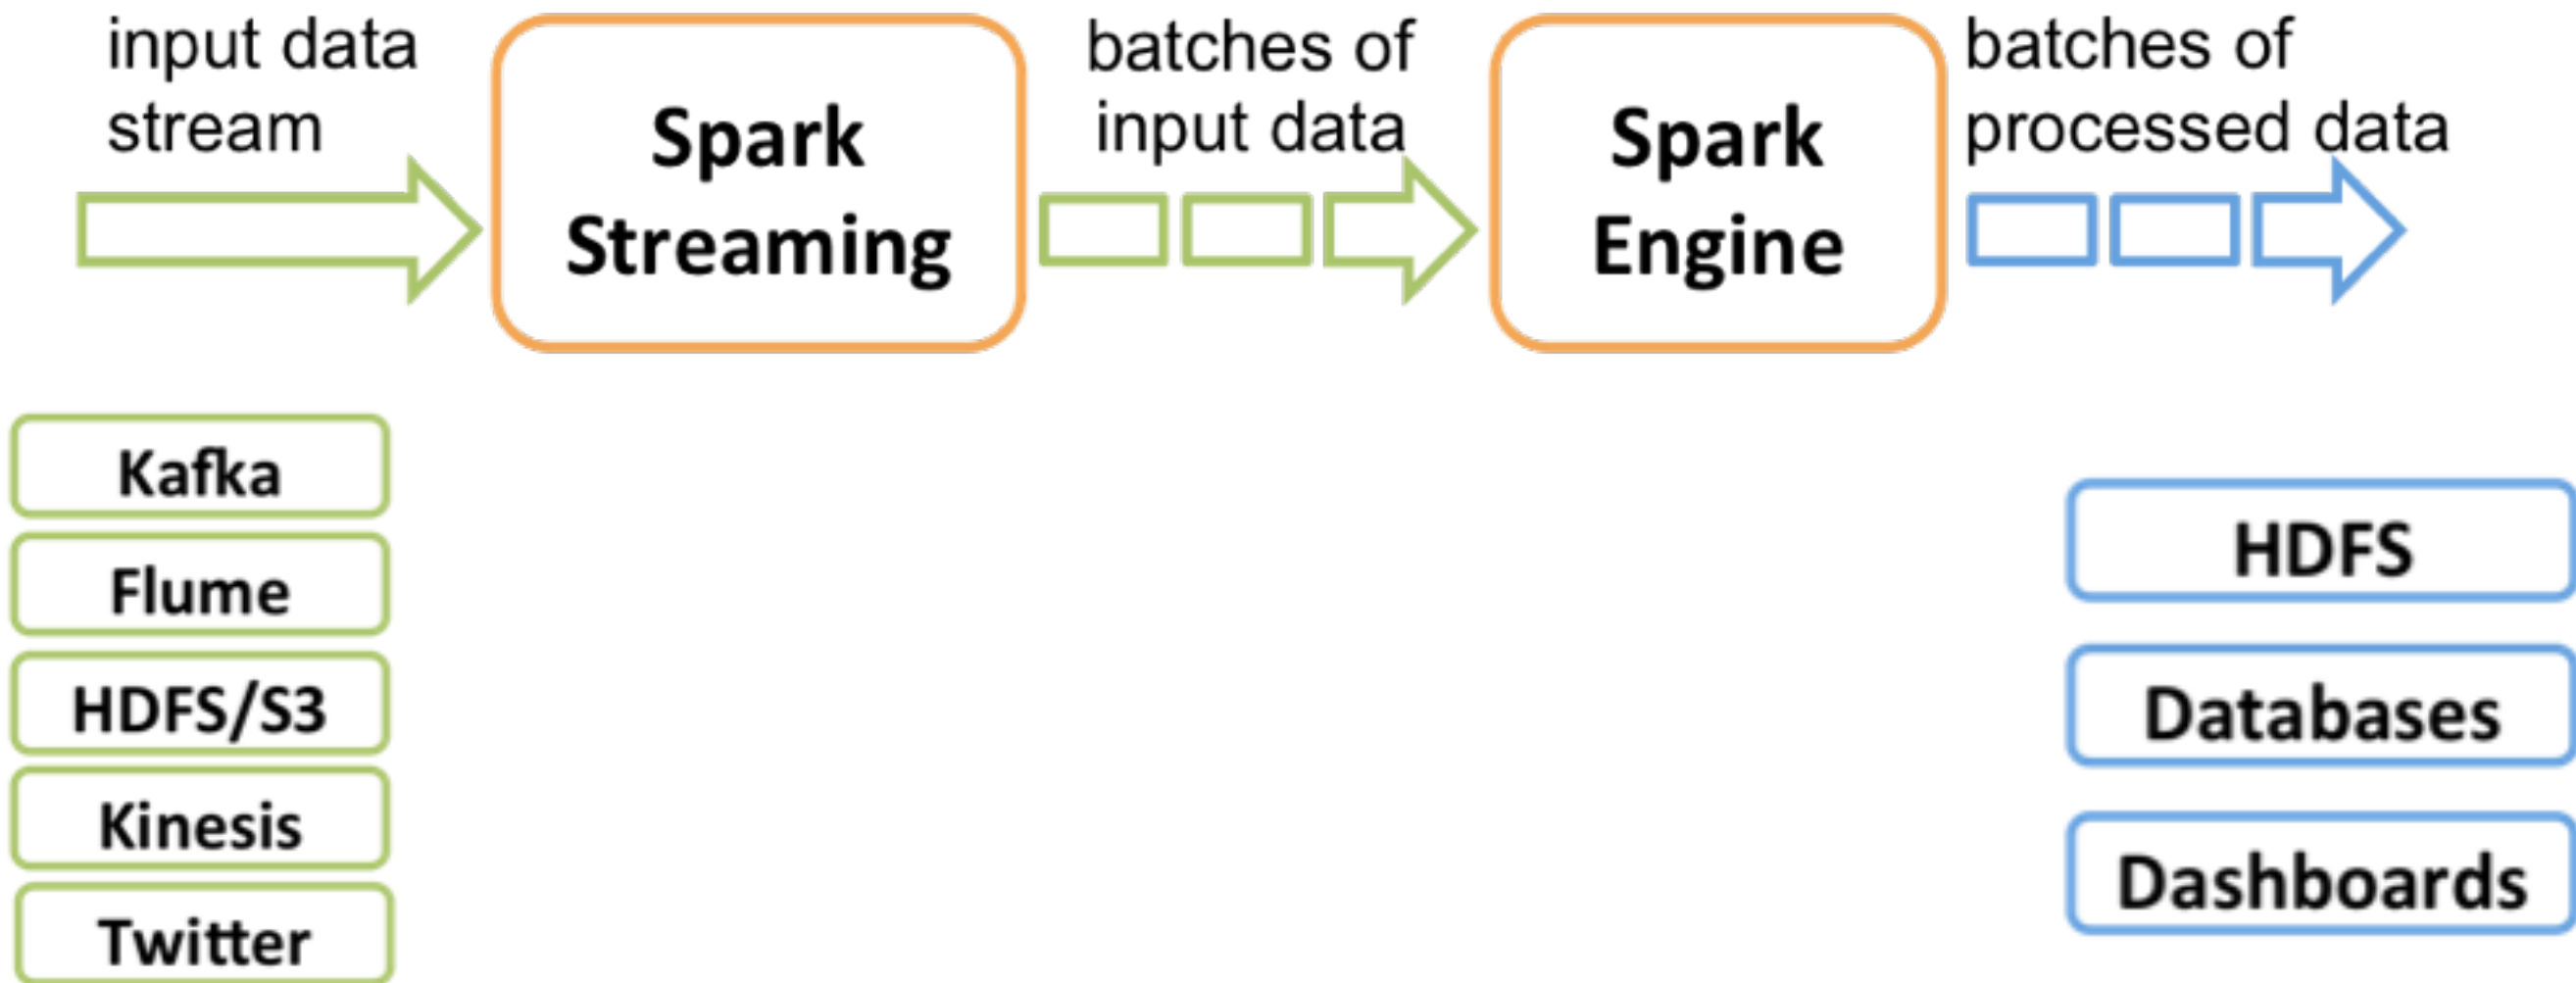 input data
stream
Spark
Streaming
batches of
input data
Spark
Engine
batches of
processed data
Kafka
Flume
HDFS/S3
Kinesis
Twitter
HDFS
Databases
Dashboards